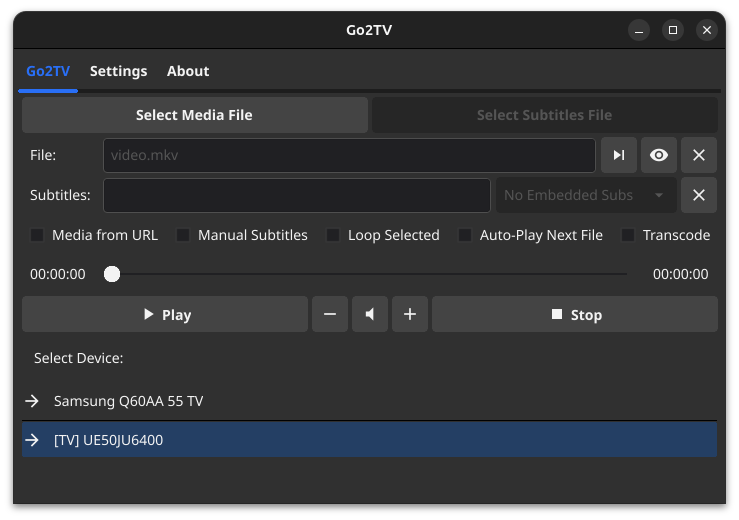 Go2TV
Go2TV Settings About
Select Media File Select Subtitles File
File: video.mkv
Subtitles: No Embedded Subs
Media from URL Manual Subtitles Loop Selected Auto-Play Next File Transcode
00:00:00 00:00:00
Play Stop
Select Device:
Samsung Q60AA 55 TV
[TV] UE50JU6400